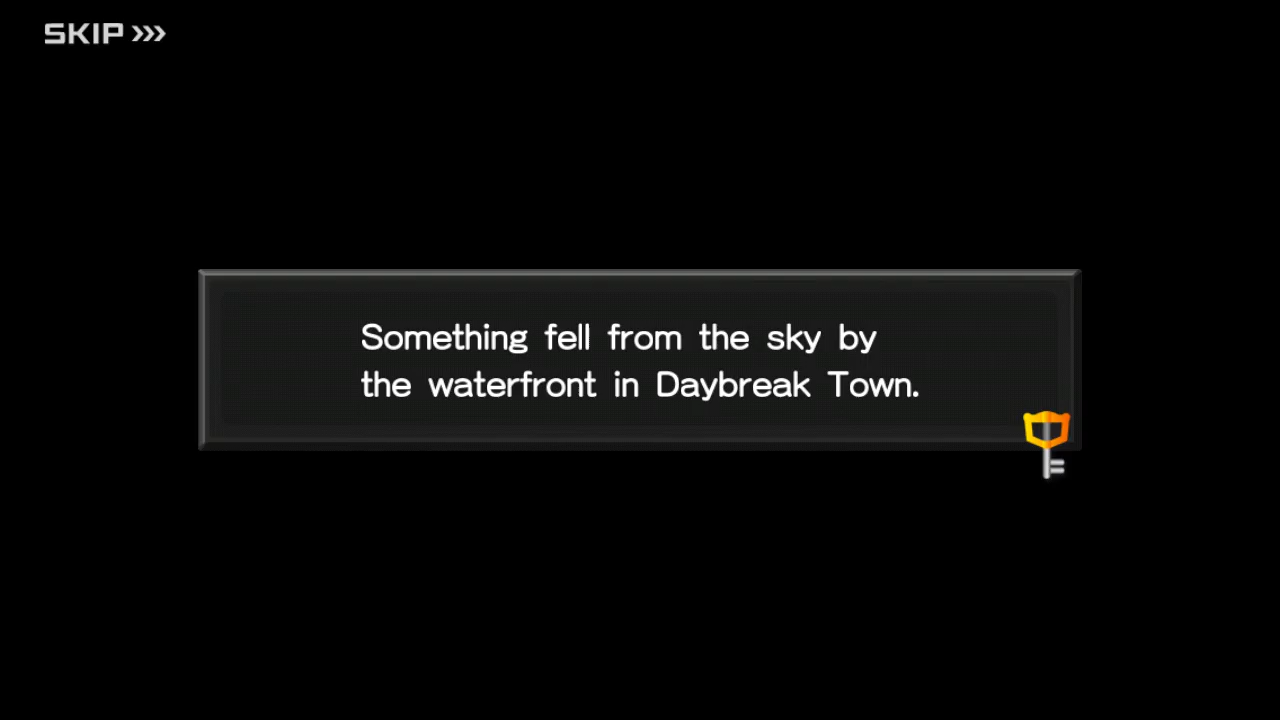 SKIP >>>
Something fell from the sky by
the waterfront in Daybreak Town.